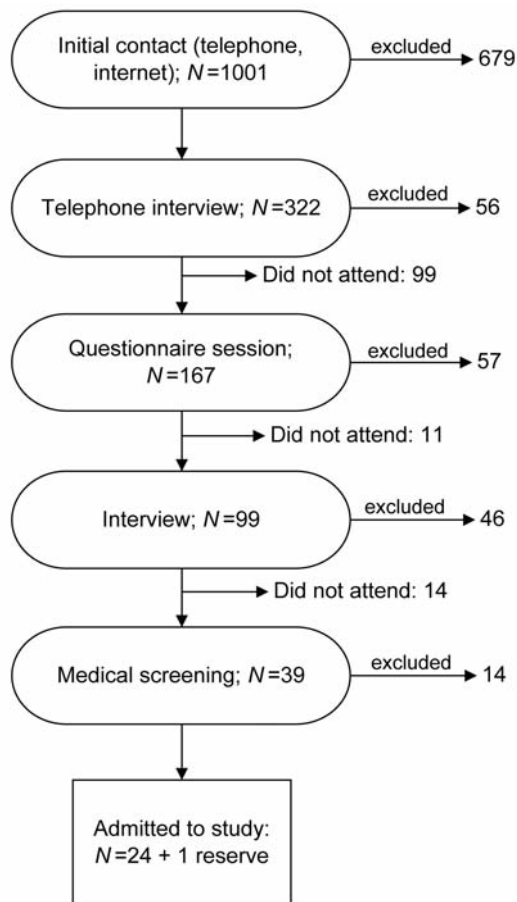 Initial contact (telephone,
internet); N=1001
excluded
679
Telephone interview; N=322
excluded
56
Did not attend: 99
Questionnaire session;
N=167
excluded
57
Did not attend: 11
Interview; N=99
excluded
46
Did not attend: 14
Medical screening; N=39
excluded
14
Admitted to study:
N=24 + 1 reserve